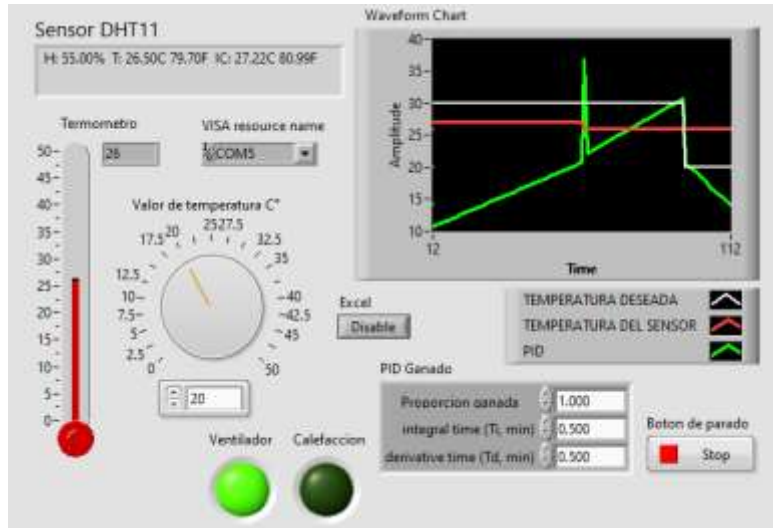 Sensor DHT11
H: 55.00% T: 26.50C 79.70F IC: 27.22C 80.99F
Termometro
26
VISA resource name
COM5
50
45
40
35
30
25
20
15
10
5
0
Valor de temperatura C°
0
2.5
5
7.5
10
12.5
17.5
20
25
27.5
32.5
35
40
42.5
45
50
20
Ventilador
Calefaccion
Waveform Chart
Amplitude
40
35
30
25
20
15
10
12
112
Time
TEMPERATURA DESEADA
TEMPERATURA DEL SENSOR
PID
Excel
Disable
PID Ganado
Proporcion ganada 1.000
integral time (Ti, min) 0.500
derivative time (Td, min) 0.500
Boton de parado
Stop